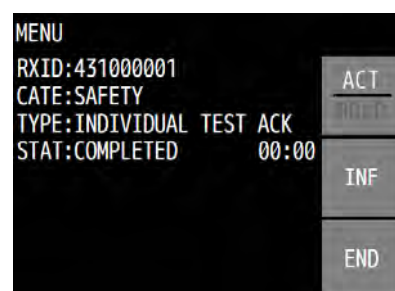 MENU
RXID:431000001
CATE:SAFETY
TYPE:INDIVIDUAL TEST ACK
STAT:COMPLETED 00:00
ACT
INF
END